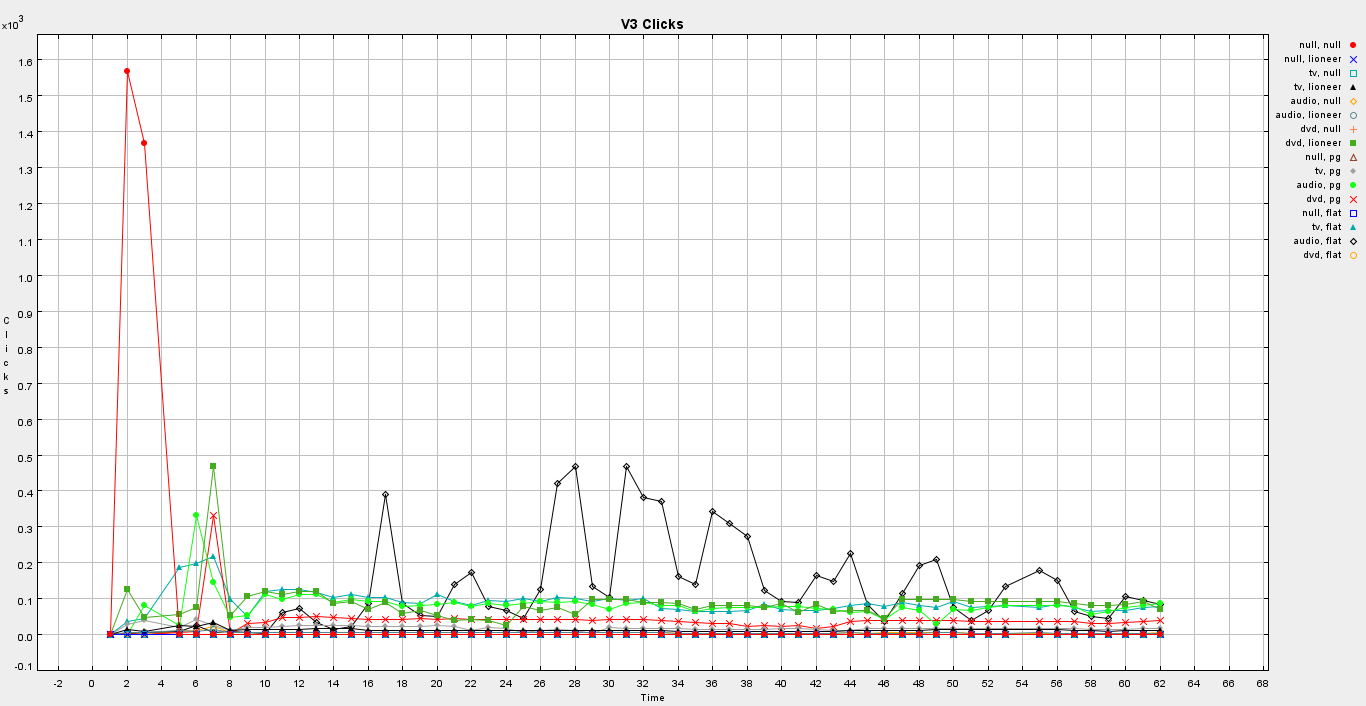 V3 Clicks
x10³
1.6
1.5
1.4
1.3
1.2
1.1
1.0
0.9
0.8
0.7
0.6
0.5
0.4
0.3
0.2
0.1
0.0
-0.1
Clicks
-2 0 2 4 6 8 10 12 14 16 18 20 22 24 26 28 30 32 34 36 38 40 42 44 46 48 50 52 54 56 58 60 62 64 66 68
Time
null, null
null, lioneer
tv, null
tv, lioneer
audio, null
audio, lioneer
dvd, null
dvd, lioneer
null, pg
tv, pg
audio, pg
dvd, pg
null, flat
tv, flat
audio, flat
dvd, flat